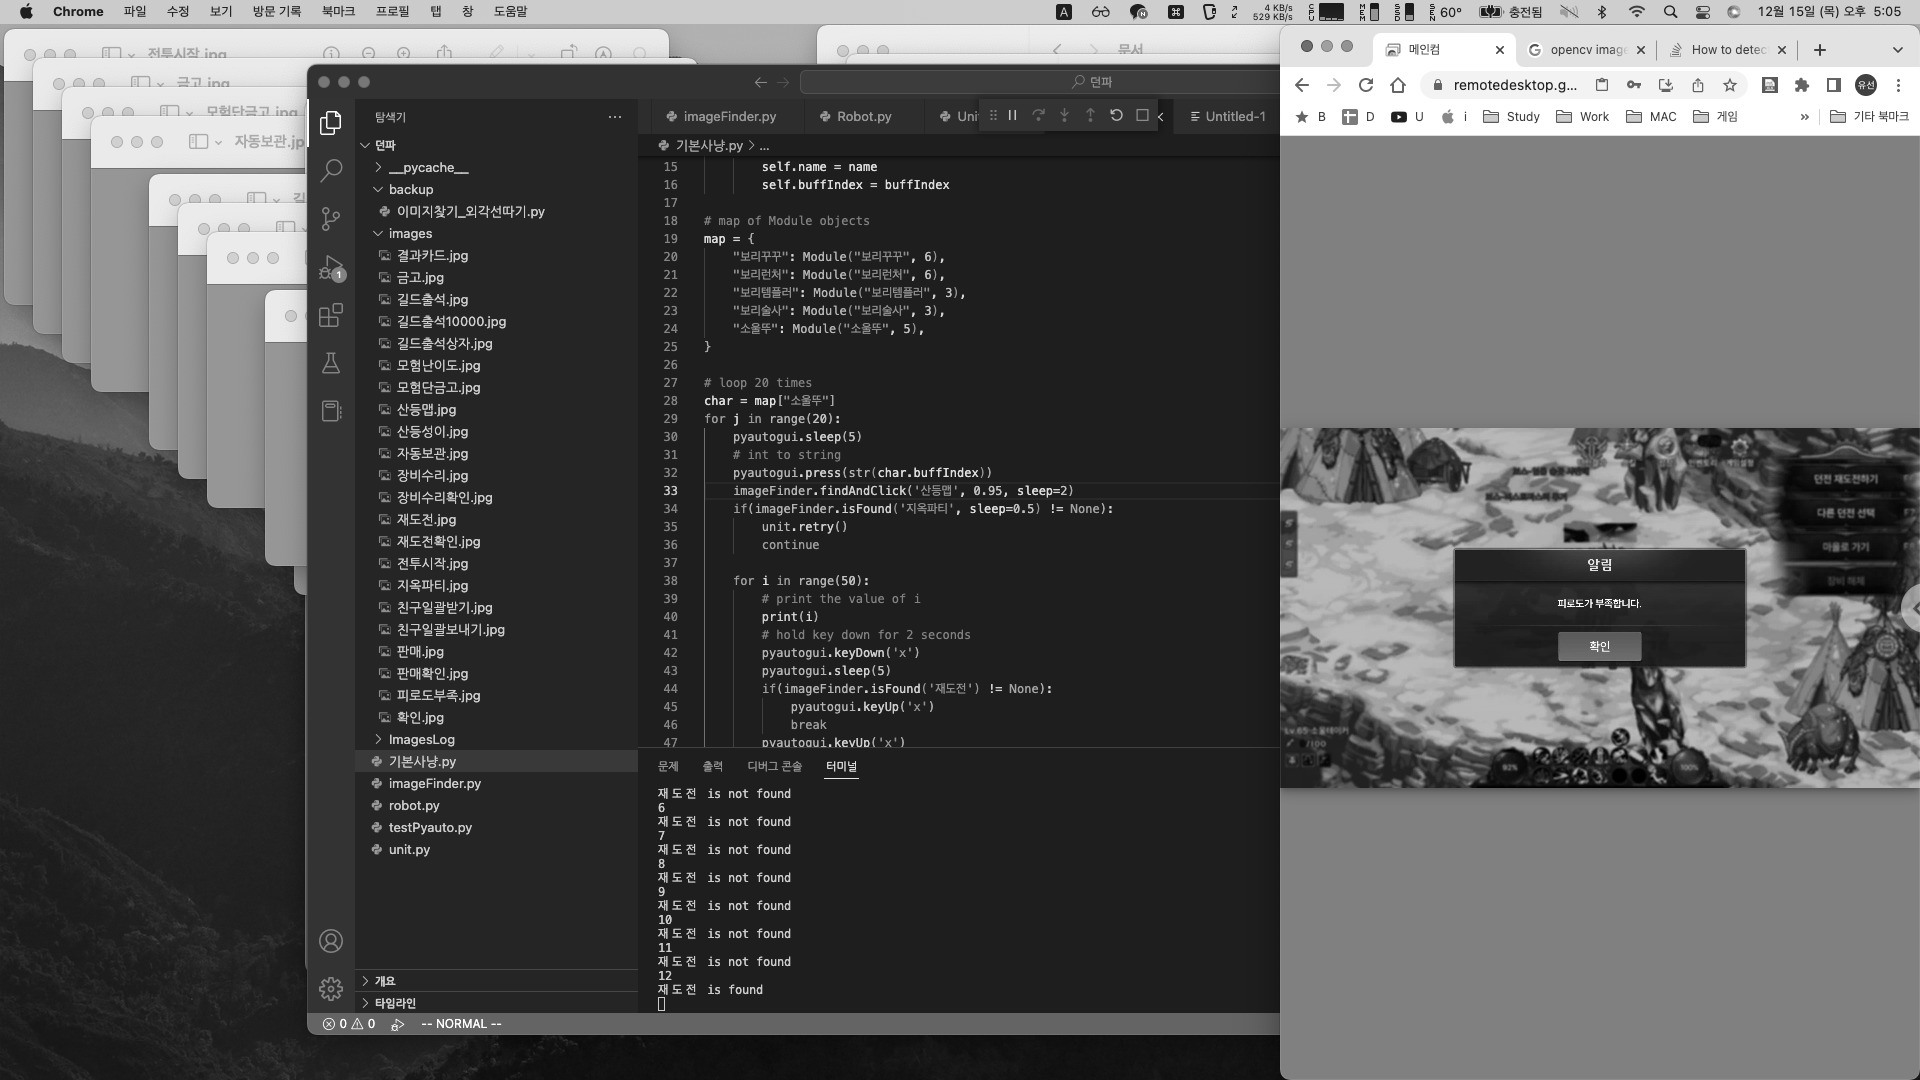 Chrome 파일 수정 보기 방문 기록 북마크 프로필 탭 창 도움말
4 KB/s
529 KB/s
60° 충전됨 12월 15일 (목) 오후 5:05
전투시작.jpg
금고.jpg
모험단금고.jpg
자동보관.jp
문서
던파
탐색기
던파
__pycache__
backup
이미지찾기_외각선따기.py
images
결과카드.jpg
금고.jpg
길드출석.jpg
길드출석10000.jpg
길드출석상자.jpg
모험난이도.jpg
모험단금고.jpg
산등맵.jpg
산등성이.jpg
자동보관.jpg
장비수리.jpg
장비수리확인.jpg
재도전.jpg
재도전확인.jpg
전투시작.jpg
지옥파티.jpg
친구일괄받기.jpg
친구일괄보내기.jpg
판매.jpg
판매확인.jpg
피로도부족.jpg
확인.jpg
ImagesLog
기본사냥.py
imageFinder.py
robot.py
testPyauto.py
unit.py
개요
타임라인
0 0 -- NORMAL --
imageFinder.py Robot.py Uni Untitled-1
기본사냥.py > ...
15 self.name = name
16 self.buffIndex = buffIndex
17
18 # map of Module objects
19 map = {
20 "보리꾸꾸": Module("보리꾸꾸", 6),
21 "보리런처": Module("보리런처", 6),
22 "보리템플러": Module("보리템플러", 3),
23 "보리술사": Module("보리술사", 3),
24 "소울뚜": Module("소울뚜", 5),
25 }
26
27 # loop 20 times
28 char = map["소울뚜"]
29 for j in range(20):
30 pyautogui.sleep(5)
31 # int to string
32 pyautogui.press(str(char.buffIndex))
33 imageFinder.findAndClick('산등맵', 0.95, sleep=2)
34 if(imageFinder.isFound('지옥파티', sleep=0.5) != None):
35 unit.retry()
36 continue
37
38 for i in range(50):
39 # print the value of i
40 print(i)
41 # hold key down for 2 seconds
42 pyautogui.keyDown('x')
43 pyautogui.sleep(5)
44 if(imageFinder.isFound('재도전') != None):
45 pyautogui.keyUp('x')
46 break
47 pyautogui.keyUp('x')
문제 출력 디버그 콘솔 터미널
재도전 is not found
6
재도전 is not found
7
재도전 is not found
8
재도전 is not found
9
재도전 is not found
10
재도전 is not found
11
재도전 is not found
12
재도전 is found
메인컴 opencv imag How to detec
remotedesktop.g... 유선
B D U i Study Work MAC 게임 » 기타 북마크
던전 재도전하기
다른 던전 선택
마을로 가기
장비 해체
알림
피로도가 부족합니다.
확인
92% 100%